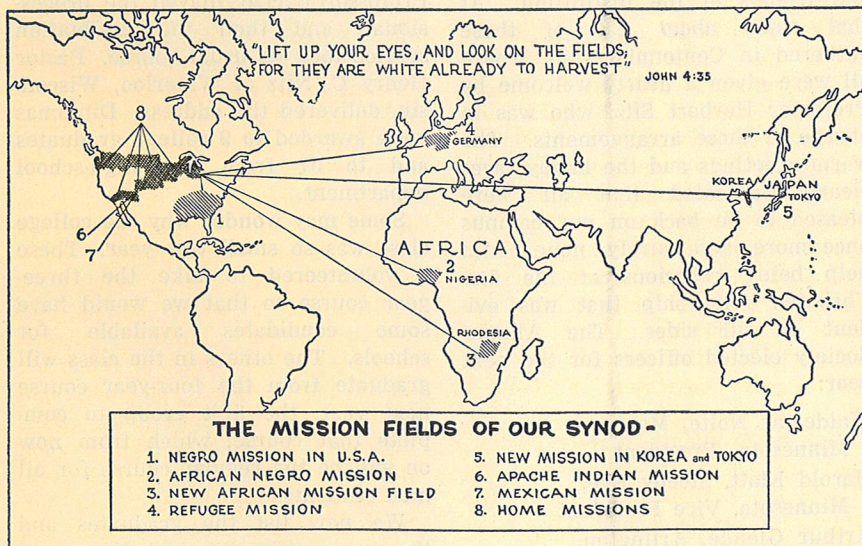 "LIFT UP YOUR EYES, AND LOOK ON THE FIELDS;
FOR THEY ARE WHITE ALREADY TO HARVEST"
JOHN 4:35
8
4
GERMANY
KOREA JAPAN
TOKYO
5
1
7
AFRICA
2
NIGERIA
RHODESIA
3
THE MISSION FIELDS OF OUR SYNOD--
1. NEGRO MISSION IN U.S.A.
2. AFRICAN NEGRO MISSION
3. NEW AFRICAN MISSION FIELD
4. REFUGEE MISSION
5. NEW MISSION IN KOREA and TOKYO
6. APACHE INDIAN MISSION
7. MEXICAN MISSION
8. HOME MISSIONS